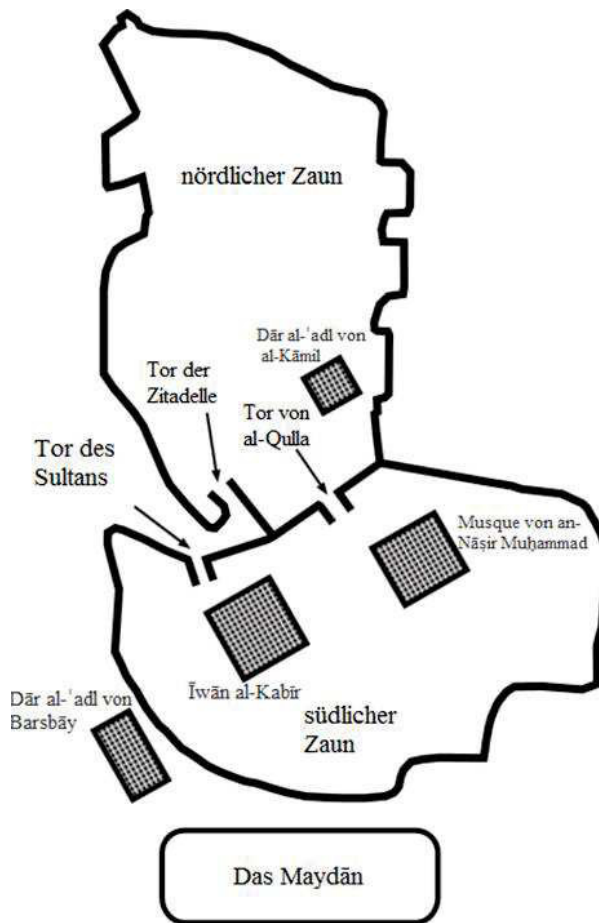 nördlicher Zaun
Dār al-ʿadl von
al-Kāmil
Tor der
Zitadelle
Tor von
al-Qulla
Tor des
Sultans
Musque von an-
Nāṣir Muḥammad
Īwān al-Kabīr
Dār al-ʿadl von
Barsbāy
südlicher
Zaun
Das Maydān